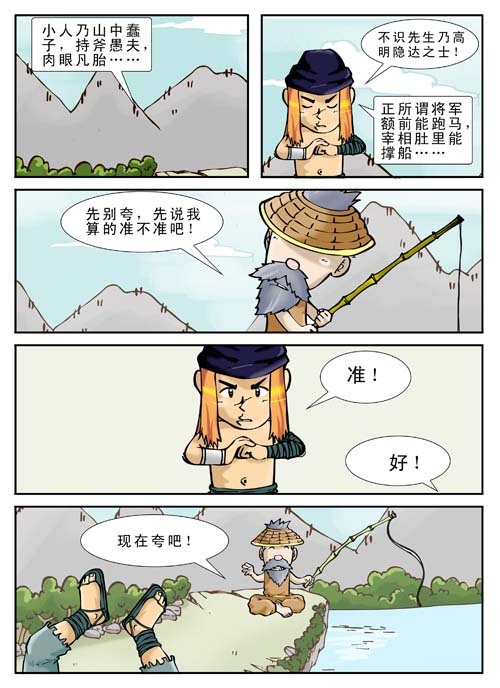 小人乃山中蠢
子，持斧愚夫，
肉眼凡胎……
不识先生乃高
明隐达之士！
正所谓将军
额前能跑马，
宰相肚里能
撑船……
先别夸，先说我
算的准不准吧！
准！
好！
现在夸吧！